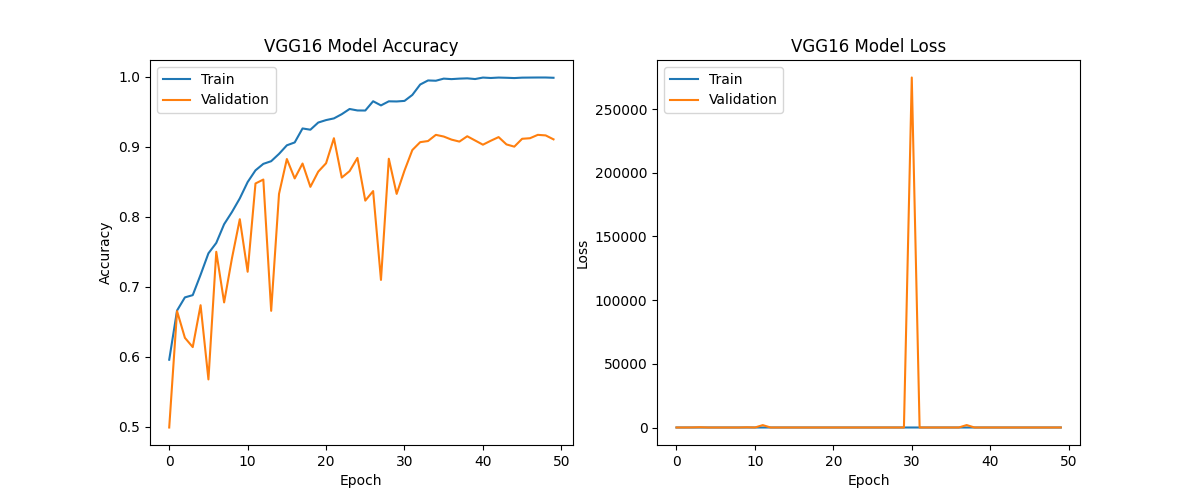 VGG16 Model Accuracy
Train
Validation
1.0
0.9
0.8
0.7
0.6
0.5
Accuracy
0 10 20 30 40 50
Epoch
VGG16 Model Loss
Train
Validation
250000
200000
150000
100000
50000
0
Loss
0 10 20 30 40 50
Epoch